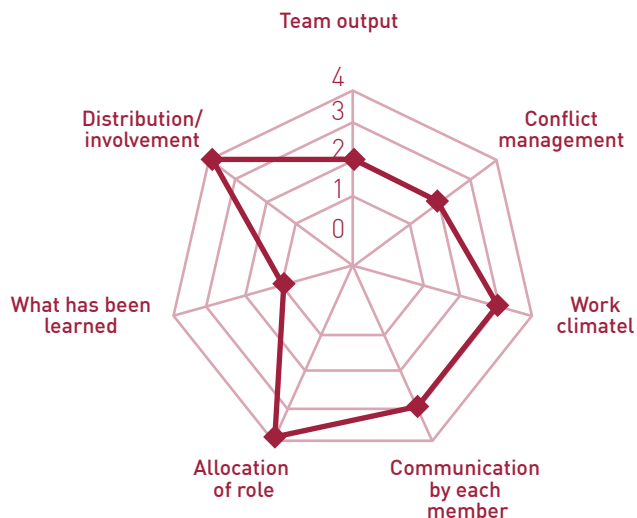 Team output
4
3
2
1
0
Distribution/
involvement
Conflict
management
What has been
learned
Work
climatel
Allocation
of role
Communication
by each
member